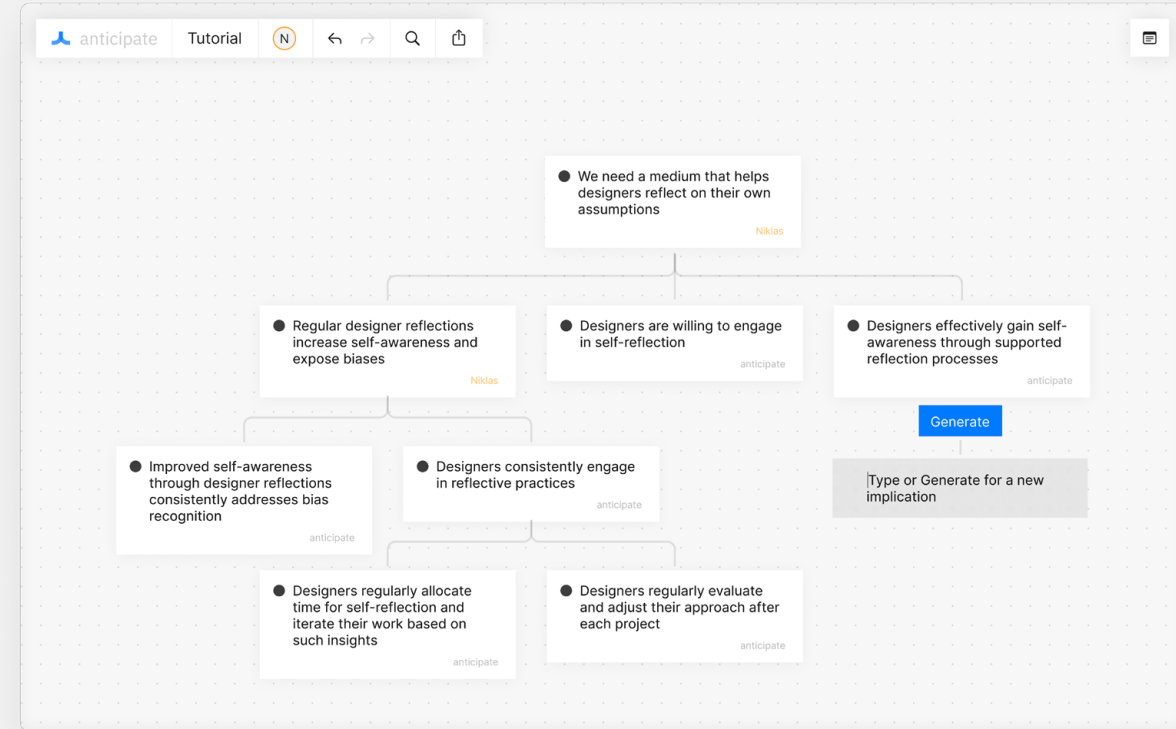 anticipate
Tutorial
N
We need a medium that helps
designers reflect on their own
assumptions
Niklas
Regular designer reflections
increase self-awareness and
expose biases
Niklas
Designers are willing to engage
in self-reflection
anticipate
Designers effectively gain self-
awareness through supported
reflection processes
anticipate
Generate
Type or Generate for a new
implication
Improved self-awareness
through designer reflections
consistently addresses bias
recognition
anticipate
Designers consistently engage
in reflective practices
anticipate
Designers regularly allocate
time for self-reflection and
iterate their work based on
such insights
anticipate
Designers regularly evaluate
and adjust their approach after
each project
anticipate